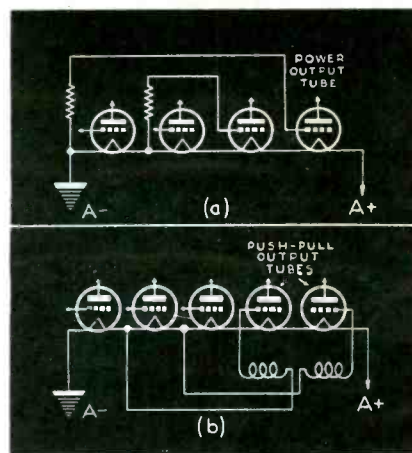 POWER
OUTPUT
TUBE
A-
(a)
A+
PUSH-PULL
OUTPUT
TUBES
A-
(b)
A+